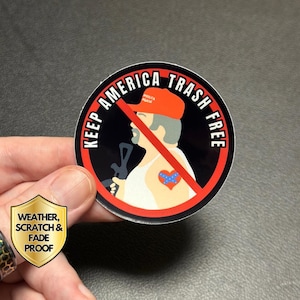 KEEP AMERICA TRASH FREE
WEATHER,
SCRATCH &
FADE
PROOF